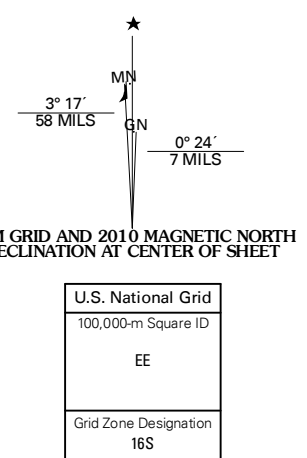 MN
3° 17´
58 MILS
GN
0° 24´
7 MILS
M GRID AND 2010 MAGNETIC NORTH
ECLINATION AT CENTER OF SHEET
U.S. National Grid
100,000-m Square ID
EE
Grid Zone Designation
16S